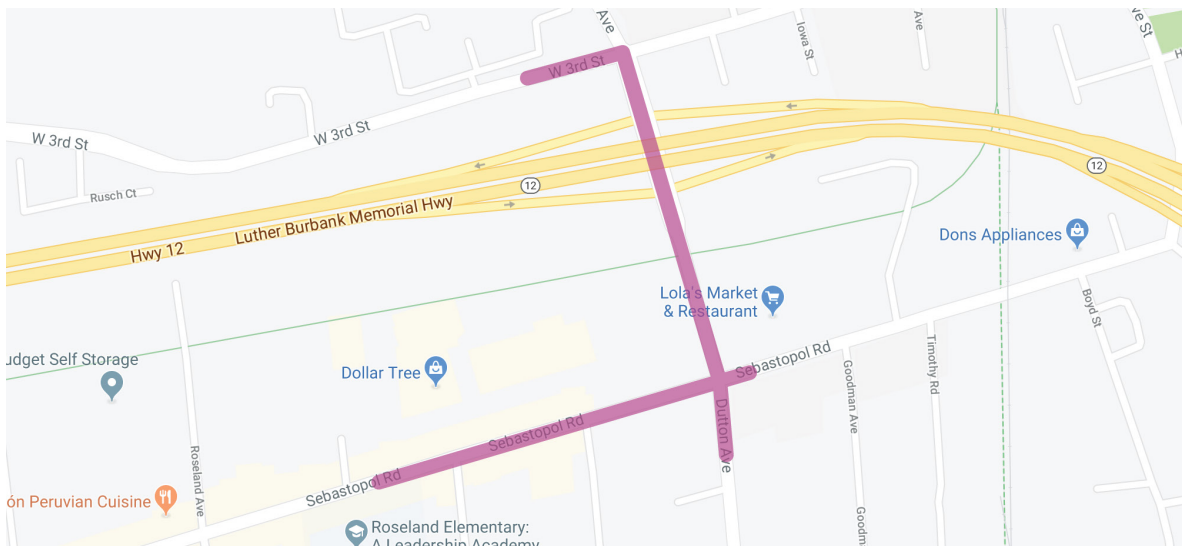 Ave
Iowa St
Ave
H
W 3rd St
W 3rd St
W 3rd St
12
12
Rusch Ct
Luther Burbank Memorial Hwy
Hwy 12
Dons Appliances
Lola's Market
& Restaurant
Boyd St
udget Self Storage
Dollar Tree
Sebastopol Rd
Timothy Rd
Goodman Ave
Dutton Ave
Sebastopol Rd
Roseland Ave
Sebastopol Rd
ón Peruvian Cuisine
Goodm
Roseland Elementary:
A Leadership Academy